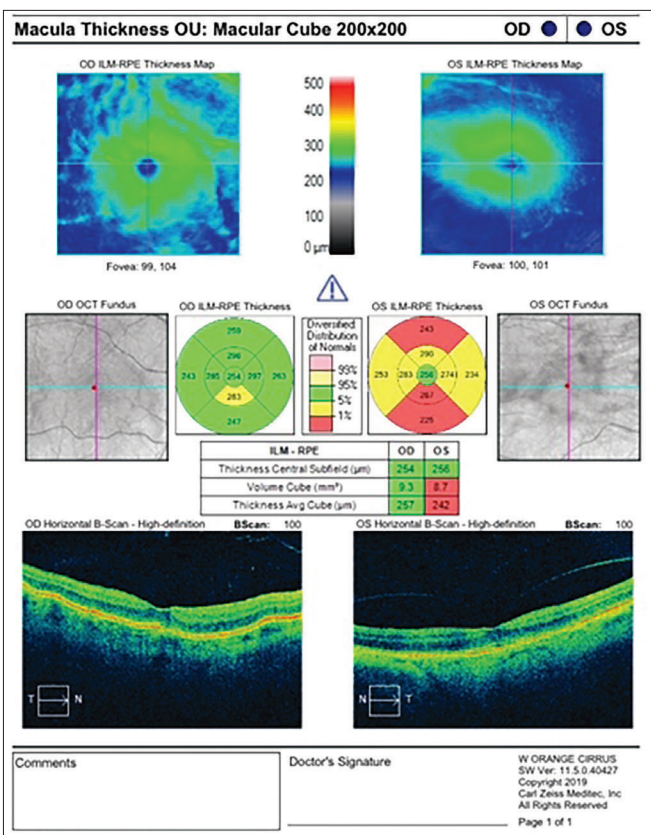 Macula Thickness OU: Macular Cube 200x200 OD OS
OD ILM-RPE Thickness Map
OS ILM-RPE Thickness Map
500
400
300
200
100
0 µm
Fovea: 99, 104
Fovea: 100, 101
OD OCT Fundus
OD ILM-RPE Thickness
OS ILM-RPE Thickness
OS OCT Fundus
259
296
243 285 254 297 263
283
247
Diversified
Distribution
of Normals
99%
95%
5%
1%
243
290
253 283 256 274 234
267
225
ILM - RPE OD OS
Thickness Central Subfield (µm) 254 256
Volume Cube (mm³) 9.3 8.7
Thickness Avg Cube (µm) 257 242
OD Horizontal B-Scan - High-definition BScan: 100
OS Horizontal B-Scan - High-definition BScan: 100
T N
N T
Comments
Doctor's Signature
W ORANGE CIRRUS
SW Ver: 11.5.0.40427
Copyright 2019
Carl Zeiss Meditec, Inc
All Rights Reserved
Page 1 of 1